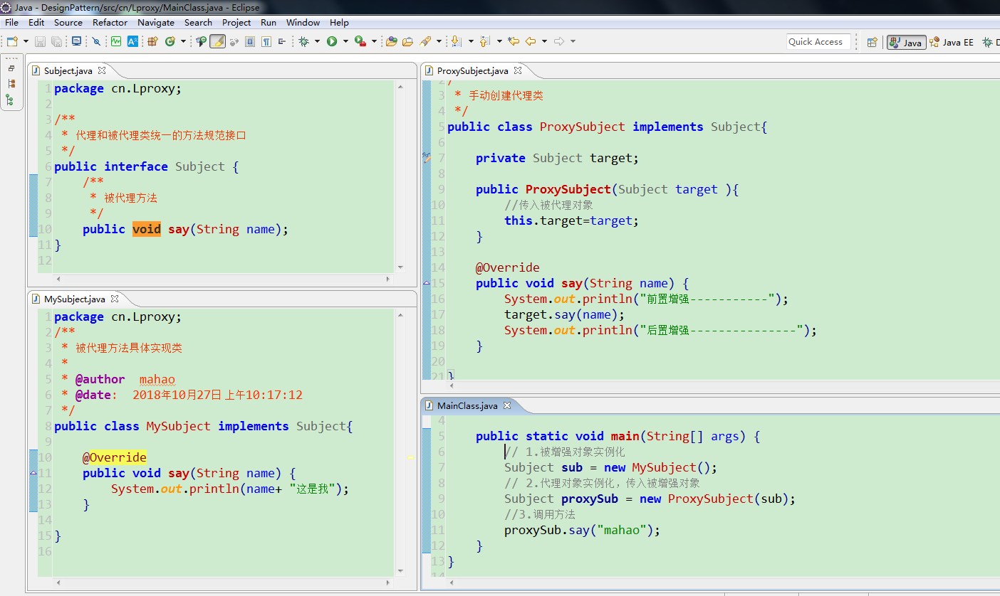 Java - DesignPattern/src/cn/Lproxy/MainClass.java - Eclipse
File Edit Source Refactor Navigate Search Project Run Window Help
Quick Access Java Java EE
Subject.java
1 package cn.Lproxy;
2
3 /**
4 * 代理和被代理类统一的方法规范接口
5 */
6 public interface Subject {
7 /**
8 * 被代理方法
9 */
10 public void say(String name);
11 }
12
MySubject.java
1 package cn.Lproxy;
2 /**
3 * 被代理方法具体实现类
4 *
5 * @author mahao
6 * @date: 2018年10月27日 上午10:17:12
7 */
8 public class MySubject implements Subject{
9
10 @Override
11 public void say(String name) {
12 System.out.println(name+ "这是我");
13 }
14
15 }
16
ProxySubject.java
3 * 手动创建代理类
4 */
5 public class ProxySubject implements Subject{
6
7 private Subject target;
8
9 public ProxySubject(Subject target ){
10 //传入被代理对象
11 this.target=target;
12 }
13
14 @Override
15 public void say(String name) {
16 System.out.println("前置增强-----------");
17 target.say(name);
18 System.out.println("后置增强---------------");
19 }
20
21 }
MainClass.java
4
5 public static void main(String[] args) {
6 // 1.被增强对象实例化
7 Subject sub = new MySubject();
8 // 2.代理对象实例化，传入被增强对象
9 Subject proxySub = new ProxySubject(sub);
10 //3.调用方法
11 proxySub.say("mahao");
12 }
13 }
14